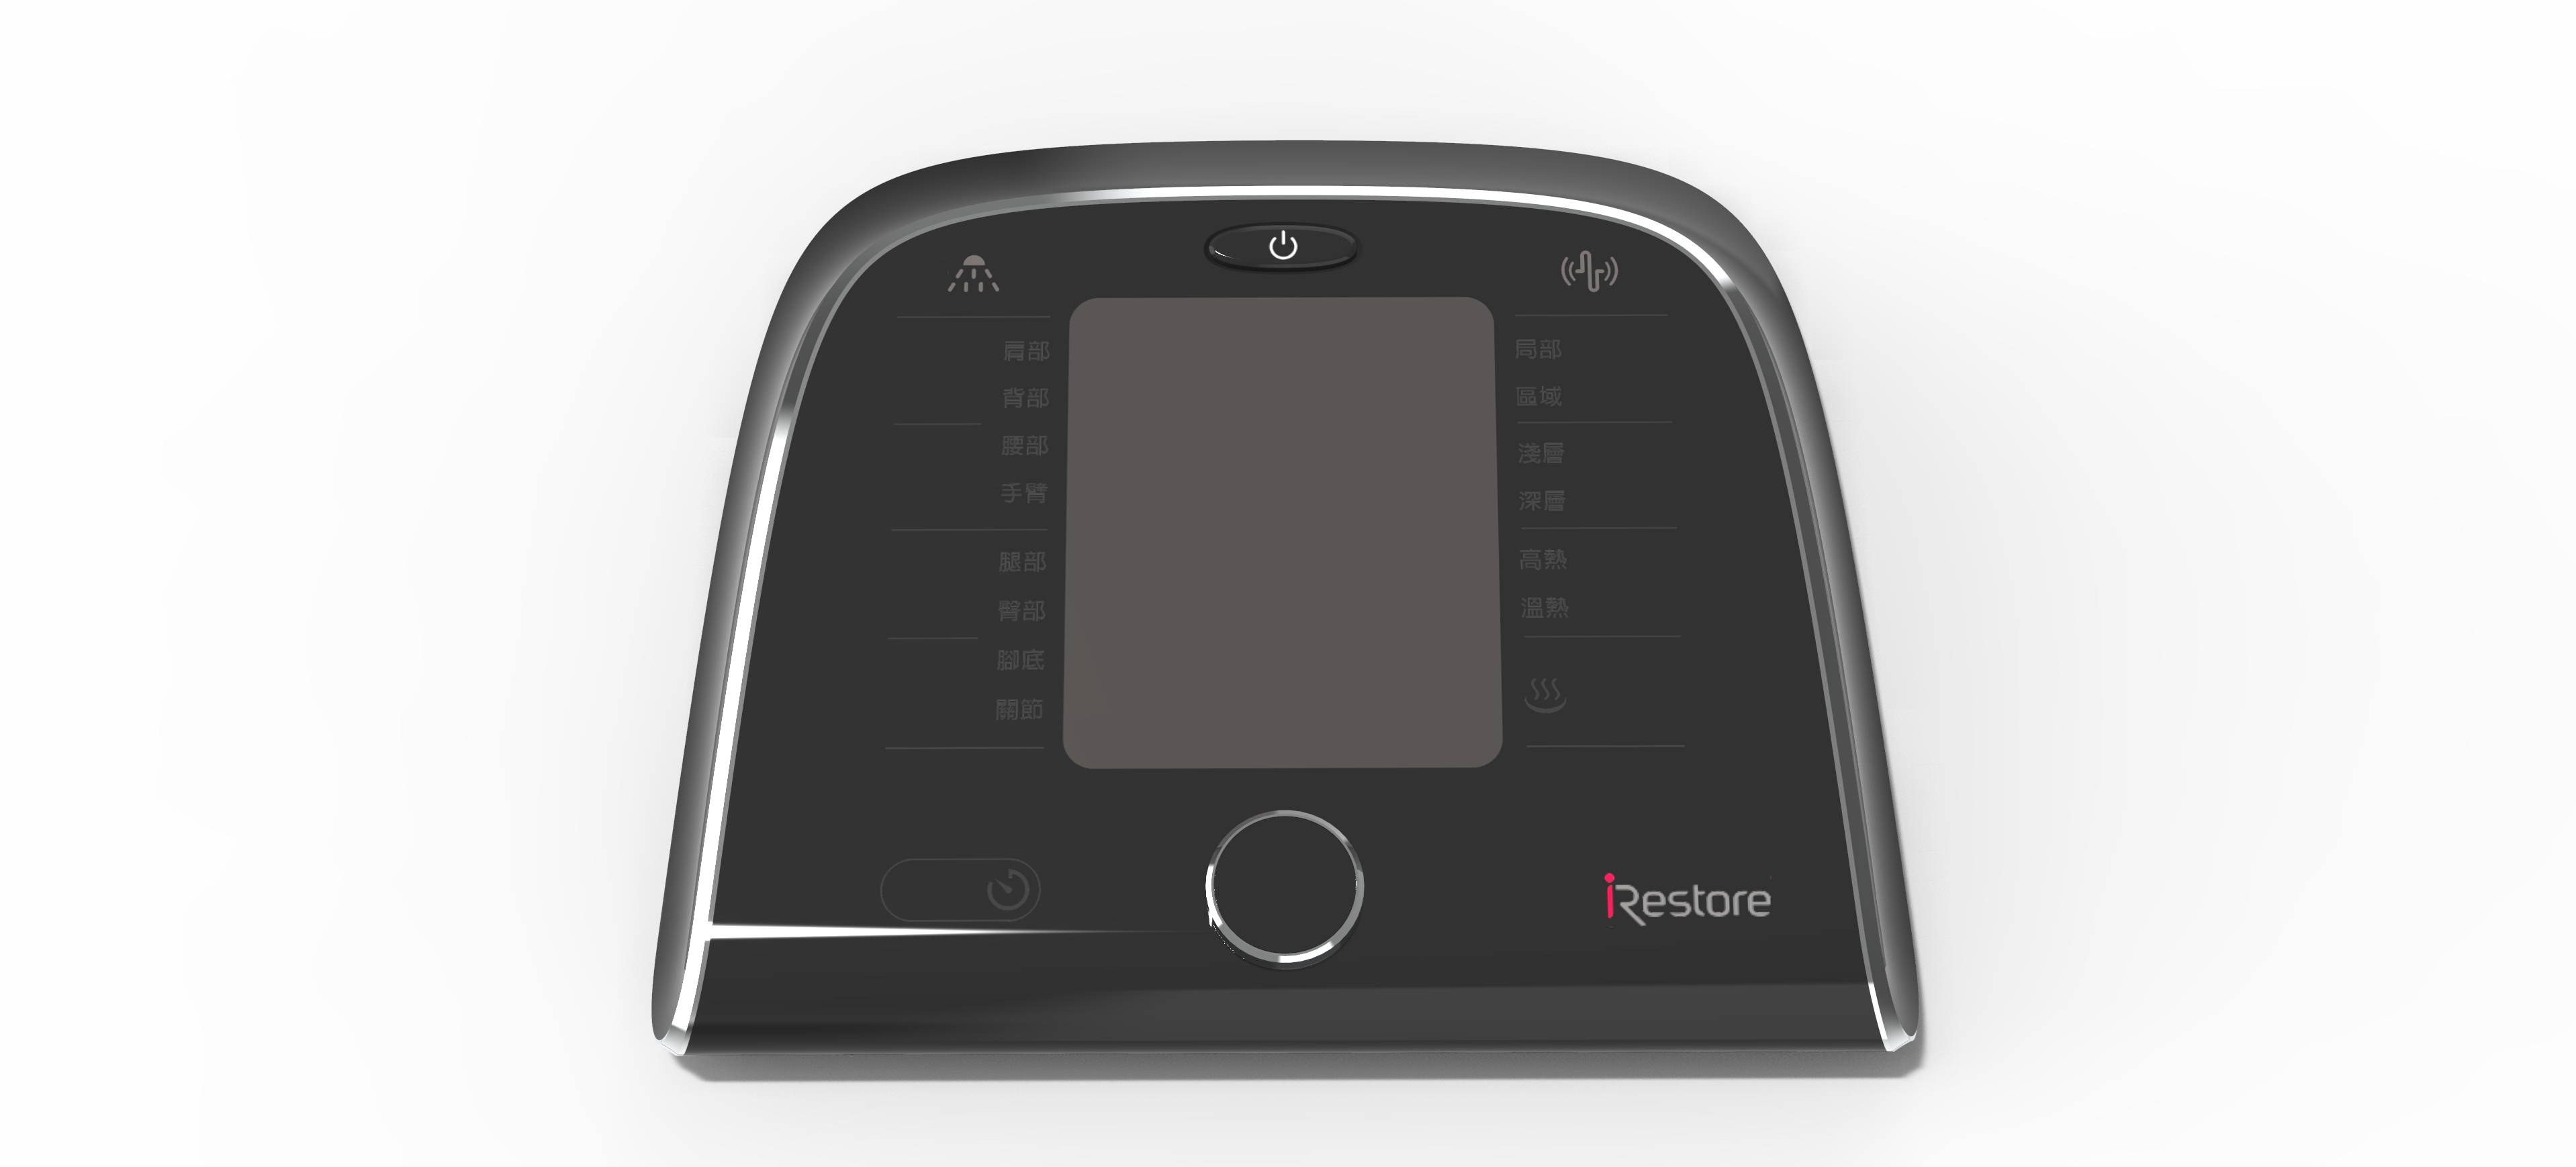 肩部
背部
腰部
手臂
腿部
臀部
腳底
關節
局部
區域
淺層
深層
高熱
溫熱
iRestore